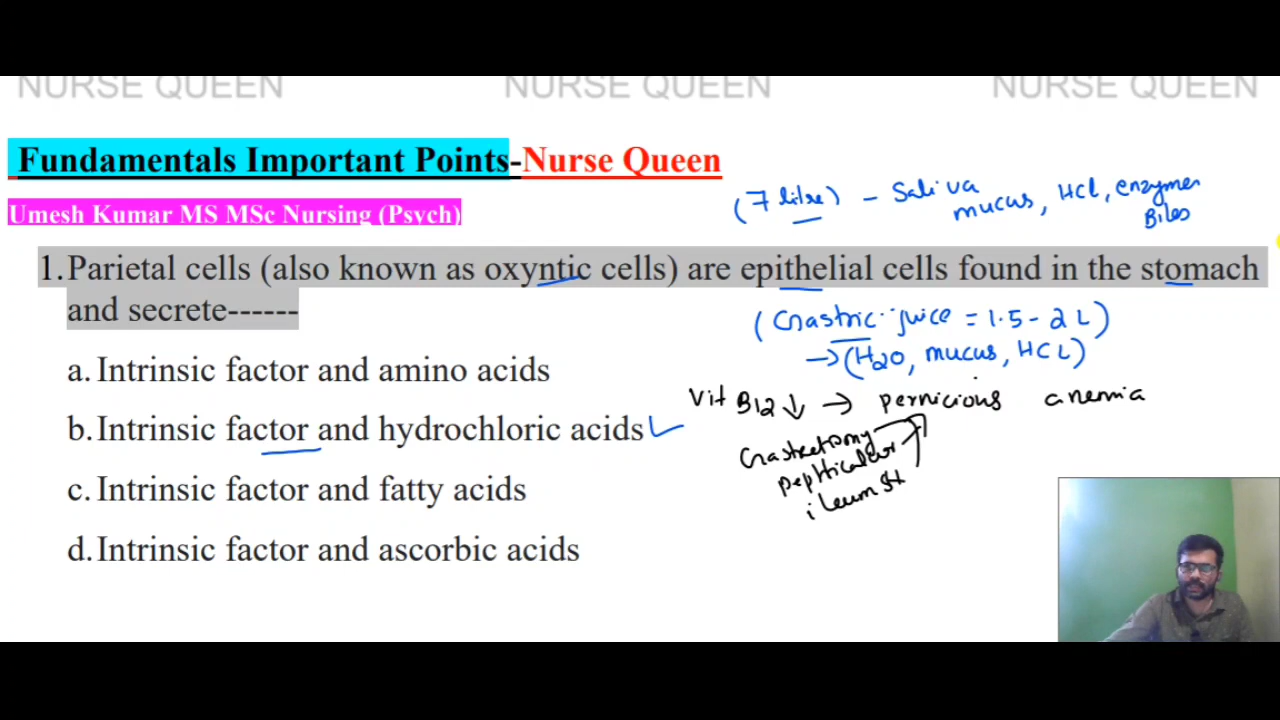 NURSE QUEEN NURSE QUEEN NURSE QUEEN
Fundamentals Important Points-Nurse Queen
Umesh Kumar MS MSc Nursing (Psych)
(7 litre) - Saliva
mucus, HCl, enzymes
Biles
1. Parietal cells (also known as oxyntic cells) are epithelial cells found in the stomach
and secrete------
(Gastric juice = 1.5 - 2 L)
→ (H20, mucus, HCL)
a. Intrinsic factor and amino acids
Vit B12 ↓ → pernicious anemia
b. Intrinsic factor and hydrochloric acids
Gastrectomy
ileum
c. Intrinsic factor and fatty acids
d. Intrinsic factor and ascorbic acids